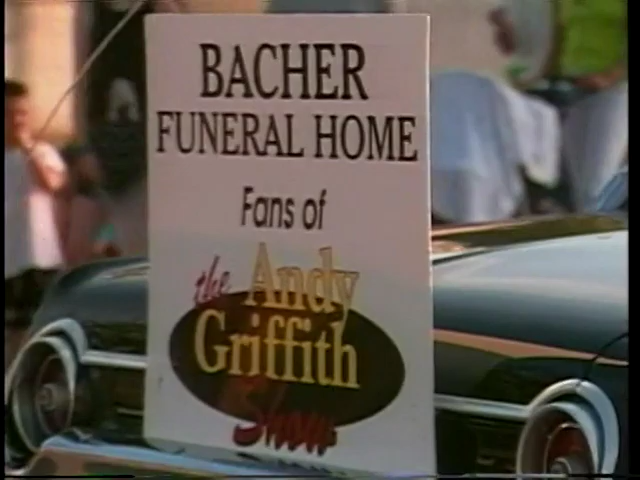 BACHER
FUNERAL HOME
Fans of
the Andy
Griffith
Show